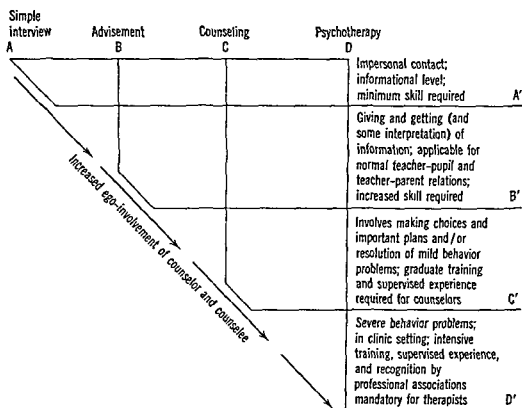 Simple
interview
Advisement
Counseling
Psychotherapy
A
B
C
D
Impersonal contact;
informational level;
minimum skill required
A'
Giving and getting (and
some interpretation) of
information; applicable for
normal teacher-pupil and
teacher-parent relations;
increased skill required
B'
Involves making choices and
important plans and/or
resolution of mild behavior
problems; graduate training
and supervised experience
required for counselors
C'
Severe behavior problems;
in clinic setting; intensive
training, supervised experience,
and recognition by
professional associations
mandatory for therapists
D'
Increased ego-involvement of counselor and counselee